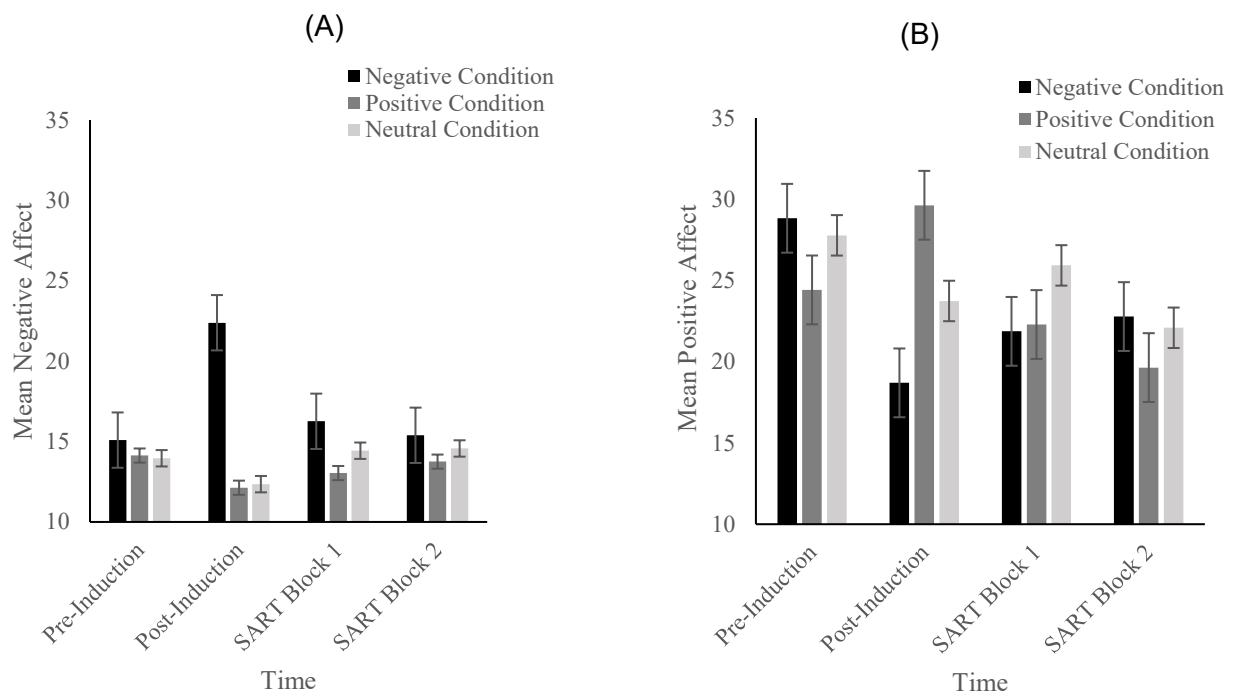 (A)
Negative Condition
Positive Condition
Neutral Condition
35
30
25
20
15
10
Mean Negative Affect
Pre-Induction
Post-Induction
SART Block 1
SART Block 2
Time
(B)
Negative Condition
Positive Condition
Neutral Condition
35
30
25
20
15
10
Mean Positive Affect
Pre-Induction
Post-Induction
SART Block 1
SART Block 2
Time